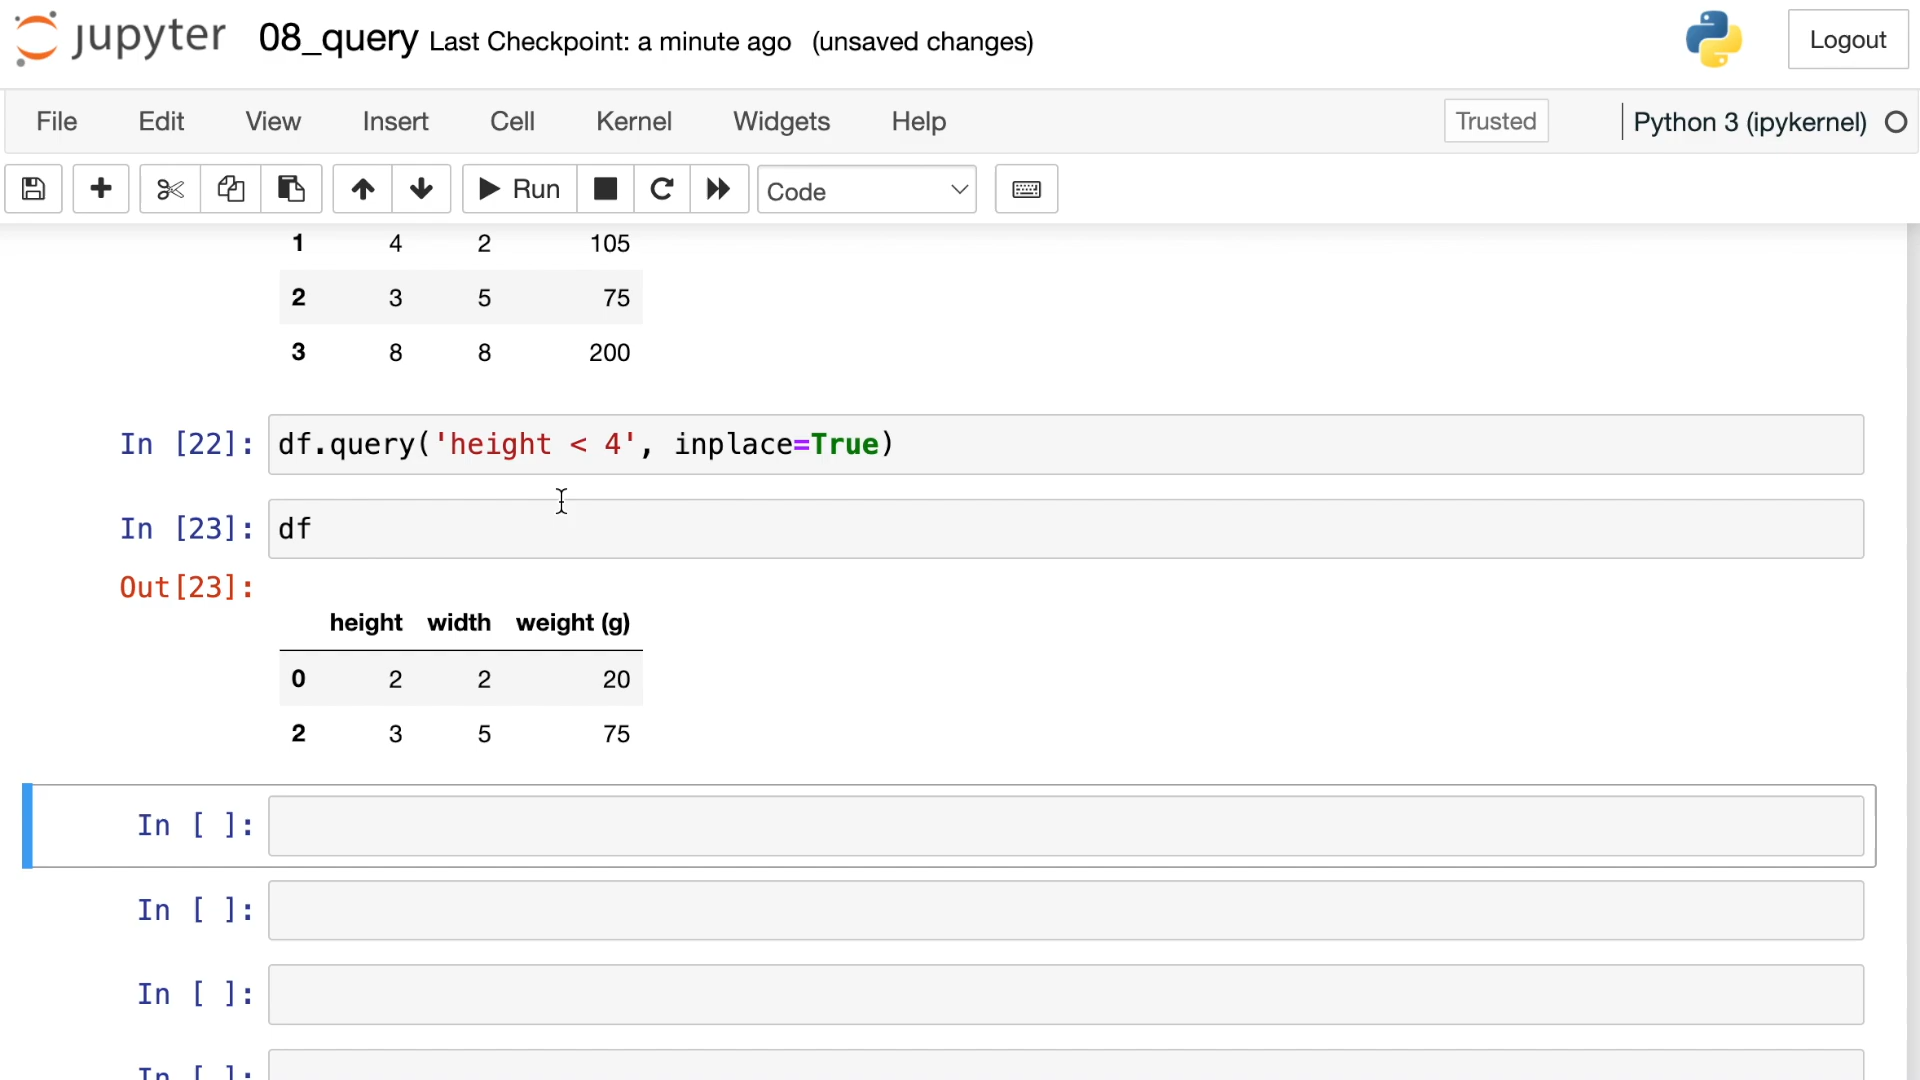 jupyter 08_query Last Checkpoint: a minute ago (unsaved changes) Logout
File Edit View Insert Cell Kernel Widgets Help Trusted Python 3 (ipykernel)
Run Code
1 4 2 105
2 3 5 75
3 8 8 200
In [22]: df.query('height < 4', inplace=True)
In [23]: df
Out[23]:
height width weight (g)
0 2 2 20
2 3 5 75
In [ ]:
In [ ]:
In [ ]:
In [ ]: